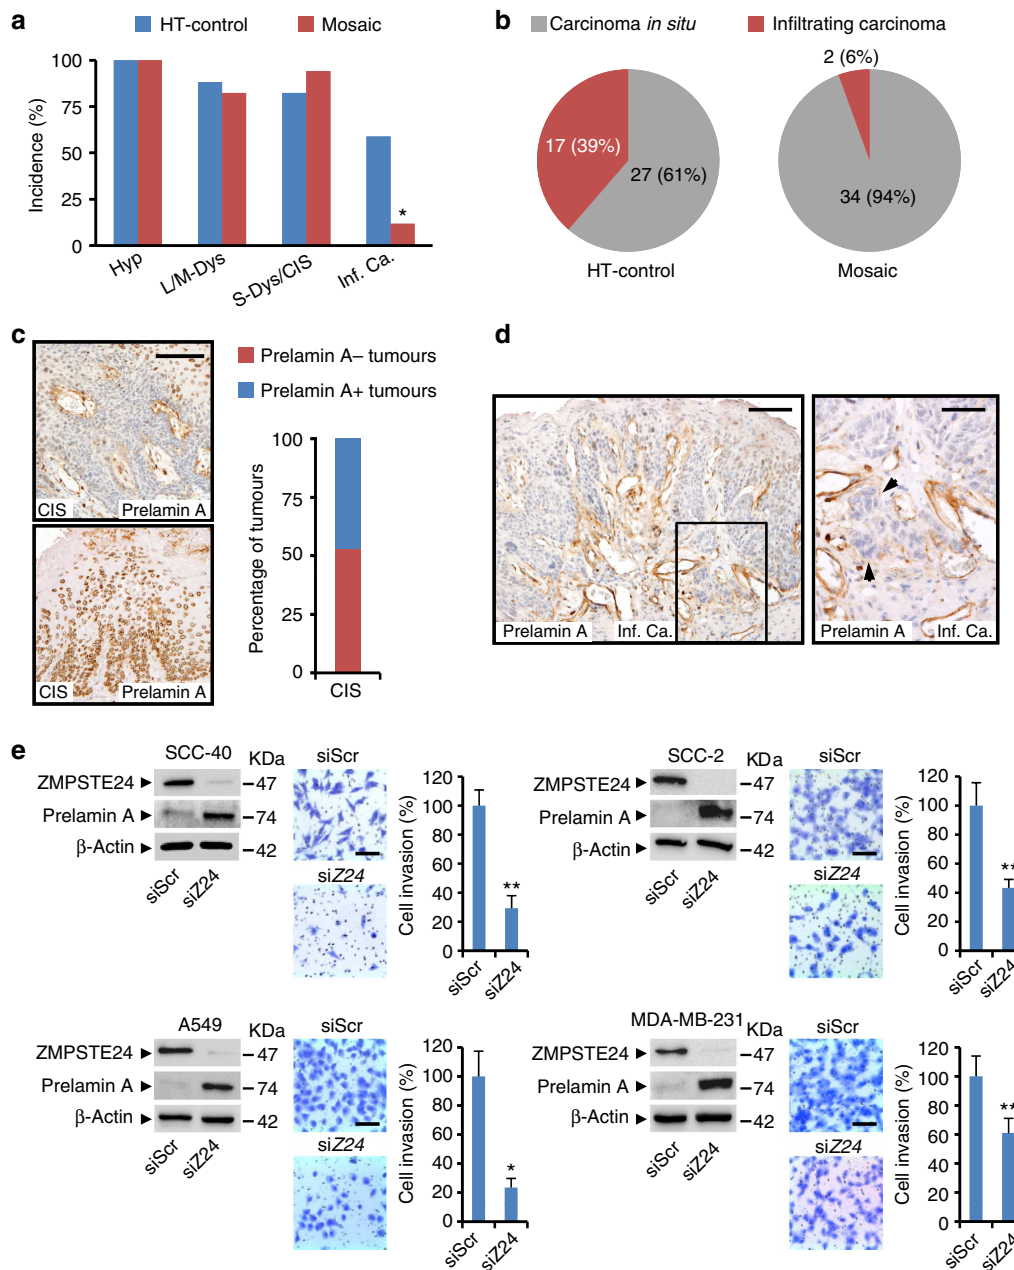 a
HT-control
Mosaic
Incidence (%)
100
75
50
25
0
*
Hyp
L/M-Dys
S-Dys/CIS
Inf. Ca.
b
Carcinoma in situ
Infiltrating carcinoma
17 (39%)
27 (61%)
HT-control
2 (6%)
34 (94%)
Mosaic
c
CIS
Prelamin A
CIS
Prelamin A
Prelamin A– tumours
Prelamin A+ tumours
Percentage of tumours
100
75
50
25
0
CIS
d
Prelamin A
Inf. Ca.
Prelamin A
Inf. Ca.
e
SCC-40
KDa
ZMPSTE24
47
Prelamin A
74
β-Actin
42
siScr
siZ24
siScr
siZ24
Cell invasion (%)
120
100
80
60
40
20
0
**
siScr
siZ24
SCC-2
KDa
ZMPSTE24
47
Prelamin A
74
β-Actin
42
siScr
siZ24
siScr
siZ24
Cell invasion (%)
120
100
80
60
40
20
0
**
siScr
siZ24
A549
KDa
ZMPSTE24
47
Prelamin A
74
β-Actin
42
siScr
siZ24
siScr
siZ24
Cell invasion (%)
120
100
80
60
40
20
0
*
siScr
siZ24
MDA-MB-231
KDa
ZMPSTE24
47
Prelamin A
74
β-Actin
42
siScr
siZ24
siScr
siZ24
Cell invasion (%)
120
100
80
60
40
20
0
**
siScr
siZ24